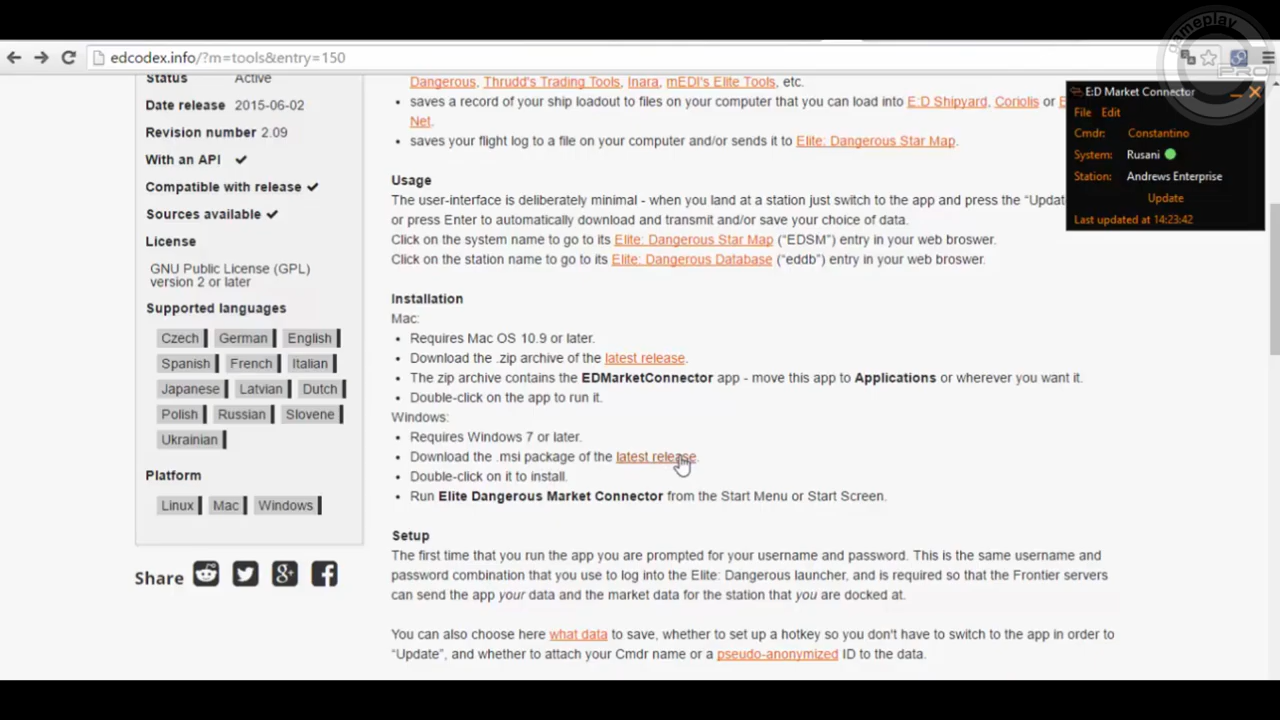 gameplay
PRO
edcodex.info/?m=tools&entry=150
Status Active
Date release 2015-06-02
Revision number 2.09
With an API
Compatible with release
Sources available
License
GNU Public License (GPL)
version 2 or later
Supported languages
Czech German English
Spanish French Italian
Japanese Latvian Dutch
Polish Russian Slovene
Ukrainian
Platform
Linux Mac Windows
Share
Dangerous, Thrudd's Trading Tools, Inara, mEDI's Elite Tools, etc.
saves a record of your ship loadout to files on your computer that you can load into E:D Shipyard, Coriolis or
Net.
saves your flight log to a file on your computer and/or sends it to Elite: Dangerous Star Map.
Usage
The user-interface is deliberately minimal - when you land at a station just switch to the app and press the “Upda
or press Enter to automatically download and transmit and/or save your choice of data.
Click on the system name to go to its Elite: Dangerous Star Map (“EDSM”) entry in your web broswer.
Click on the station name to go to its Elite: Dangerous Database (“eddb”) entry in your web broswer.
Installation
Mac:
Requires Mac OS 10.9 or later.
Download the .zip archive of the latest release.
The zip archive contains the EDMarketConnector app - move this app to Applications or wherever you want it.
Double-click on the app to run it.
Windows:
Requires Windows 7 or later.
Download the .msi package of the latest release.
Double-click on it to install.
Run Elite Dangerous Market Connector from the Start Menu or Start Screen.
Setup
The first time that you run the app you are prompted for your username and password. This is the same username and
password combination that you use to log into the Elite: Dangerous launcher, and is required so that the Frontier servers
can send the app your data and the market data for the station that you are docked at.
You can also choose here what data to save, whether to set up a hotkey so you don't have to switch to the app in order to
“Update”, and whether to attach your Cmdr name or a pseudo-anonymized ID to the data.
E:D Market Connector
File Edit
Cmdr: Constantino
System: Rusani
Station: Andrews Enterprise
Update
Last updated at 14:23:42